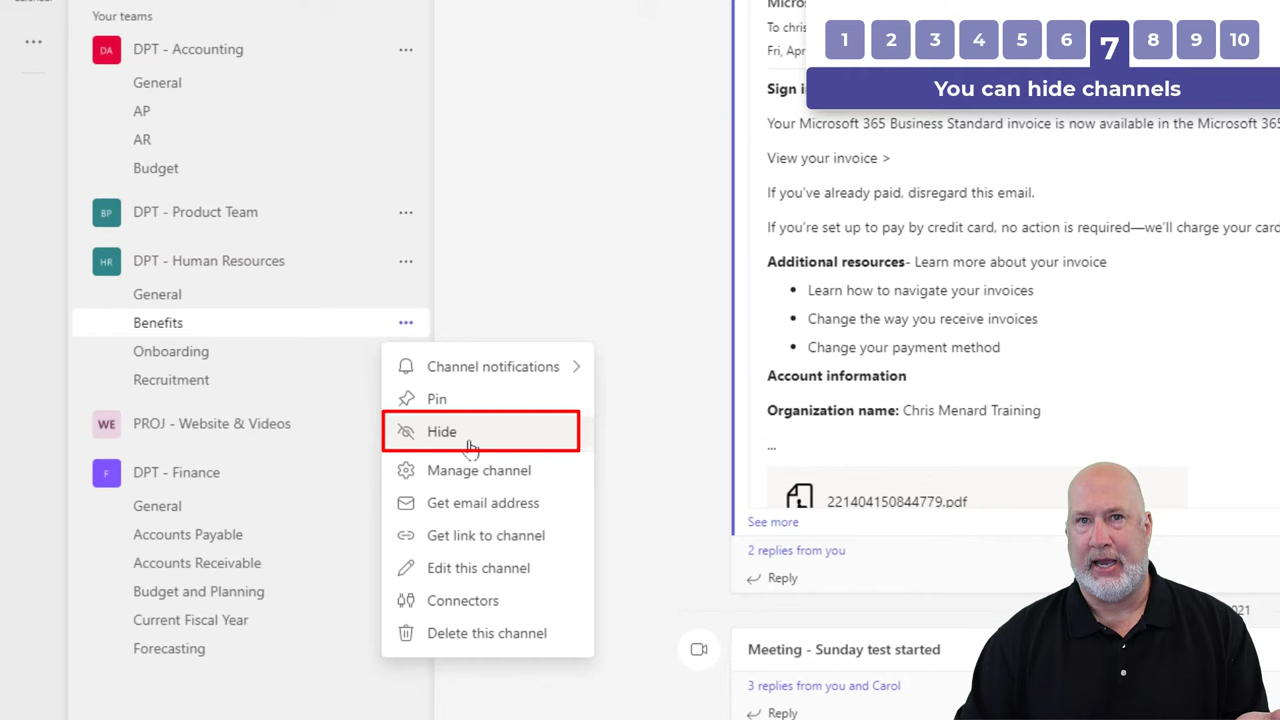 Your teams
DA DPT - Accounting
General
AP
AR
Budget
BP DPT - Product Team
HR DPT - Human Resources
General
Benefits
Onboarding
Recruitment
WE PROJ - Website & Videos
F DPT - Finance
General
Accounts Payable
Accounts Receivable
Budget and Planning
Current Fiscal Year
Forecasting
Channel notifications
Pin
Hide
Manage channel
Get email address
Get link to channel
Edit this channel
Connectors
Delete this channel
1 2 3 4 5 6 7 8 9 10
You can hide channels
To chris
Fri, Apr
Sign i
Your Microsoft 365 Business Standard invoice is now available in the Microsoft 365
View your invoice >
If you've already paid, disregard this email.
If you're set up to pay by credit card, no action is required—we'll charge your card
Additional resources- Learn more about your invoice
• Learn how to navigate your invoices
• Change the way you receive invoices
• Change your payment method
Account information
Organization name: Chris Menard Training
...
221404150844779.pdf
See more
2 replies from you
Reply
2021
Meeting - Sunday test started
3 replies from you and Carol
Reply